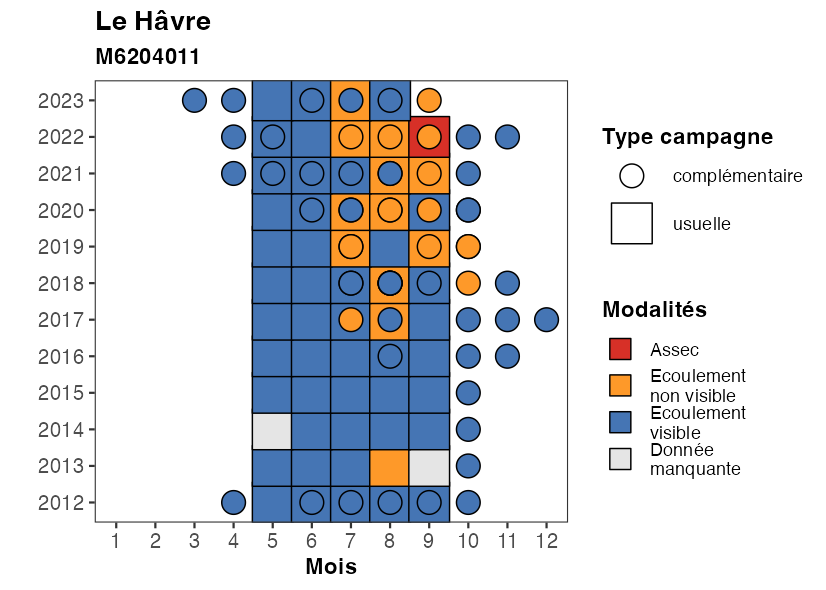 Le Hâvre
M6204011
2023
2022
2021
2020
2019
2018
2017
2016
2015
2014
2013
2012
1 2 3 4 5 6 7 8 9 10 11 12
Mois
Type campagne
complémentaire
usuelle
Modalités
Assec
Ecoulement
non visible
Ecoulement
visible
Donnée
manquante